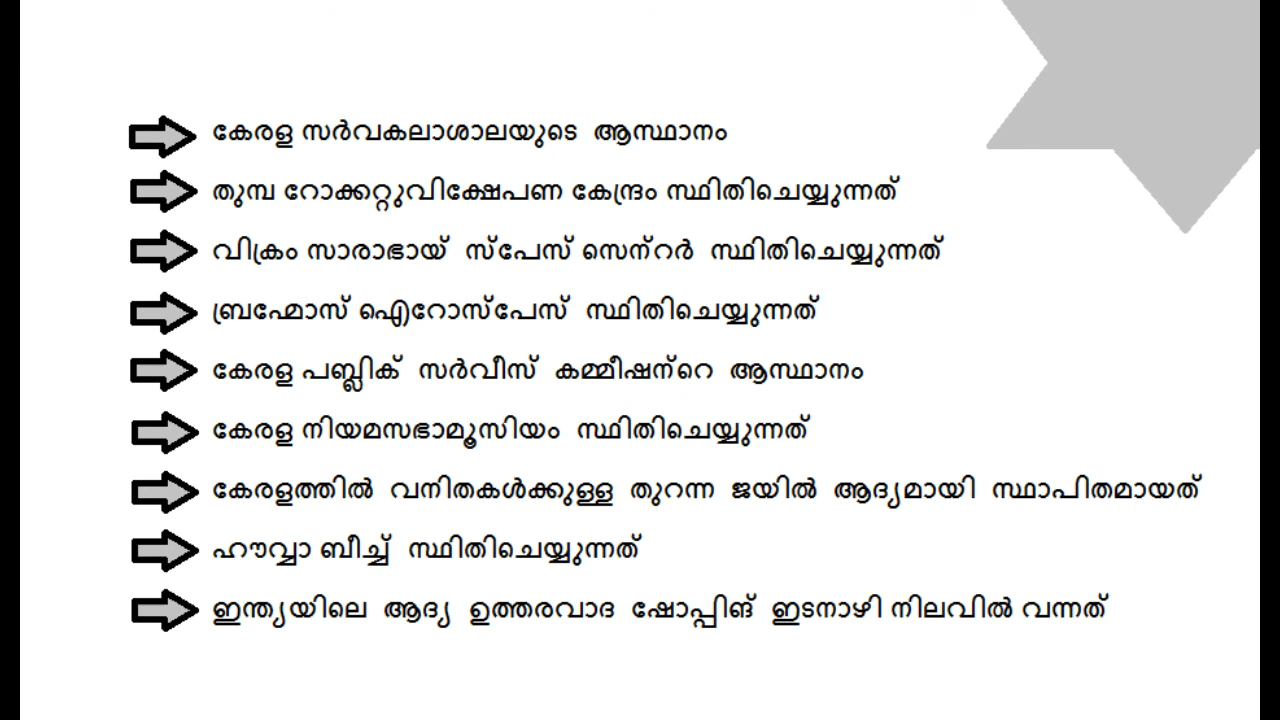 കേരള സർവകലാശാലയുടെ ആസ്ഥാനം
തുമ്പ റോക്കറ്റുവിക്ഷേപണ കേന്ദ്രം സ്ഥിതിചെയ്യുന്നത്
വിക്രം സാരാഭായ് സ്പേസ് സെന്റർ സ്ഥിതിചെയ്യുന്നത്
ബ്രഹ്മോസ് ഐറോസ്പേസ് സ്ഥിതിചെയ്യുന്നത്
കേരള പബ്ലിക് സർവീസ് കമ്മീഷന്റെ ആസ്ഥാനം
കേരള നിയമസഭാമൂസിയം സ്ഥിതിചെയ്യുന്നത്
കേരളത്തിൽ വനിതകൾക്കുള്ള തുറന്ന ജയിൽ ആദ്യമായി സ്ഥാപിതമായത്
ഹൗവ്വാ ബീച്ച് സ്ഥിതിചെയ്യുന്നത്
ഇന്ത്യയിലെ ആദ്യ ഉത്തരവാദ ഷോപ്പിങ് ഇടനാഴി നിലവിൽ വന്നത്